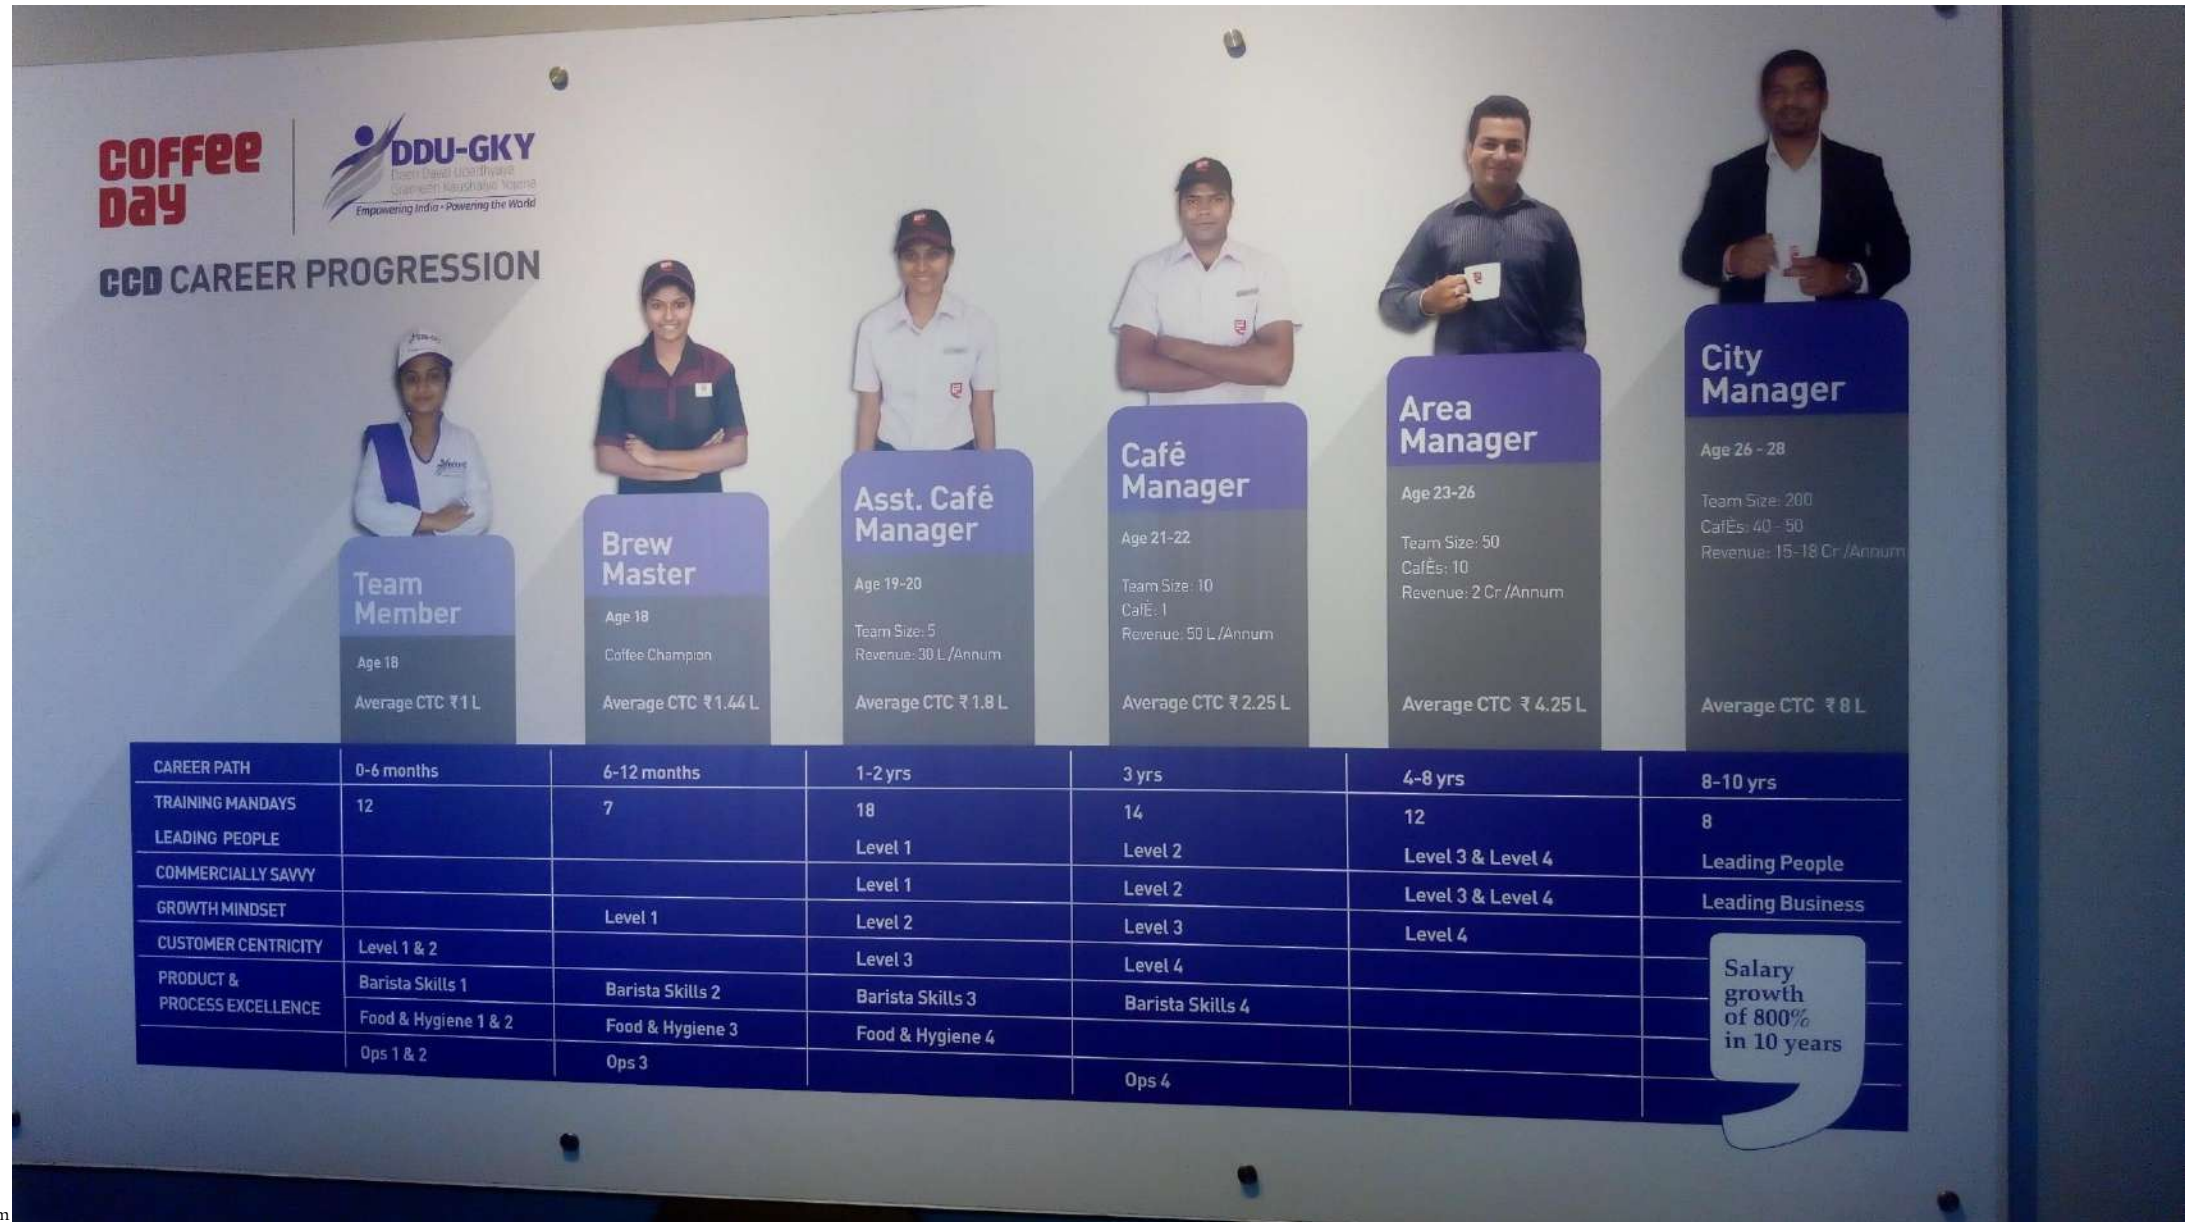 COFFEE
DAY
DDU-GKY
Deen Dayal Upadhyaya
Grameen Kaushalya Yojana
Empowering India • Powering the World
CCD CAREER PROGRESSION
Team
Member
Age 18
Average CTC ₹1 L
Brew
Master
Age 18
Coffee Champion
Average CTC ₹1.44 L
Asst. Café
Manager
Age 19-20
Team Size: 5
Revenue: 30 L /Annum
Average CTC ₹ 1.8 L
Café
Manager
Age 21-22
Team Size: 10
CafÈ: 1
Revenue: 50 L /Annum
Average CTC ₹ 2.25 L
Area
Manager
Age 23-26
Team Size: 50
CafÈs: 10
Revenue: 2 Cr /Annum
Average CTC ₹ 4.25 L
City
Manager
Age 26 - 28
Team Size: 200
CafÈs: 40 - 50
Revenue: 15-18 Cr /Annum
Average CTC ₹ 8 L
CAREER PATH 0-6 months 6-12 months 1-2 yrs 3 yrs 4-8 yrs 8-10 yrs
TRAINING MANDAYS 12 7 18 14 12 8
LEADING PEOPLE Level 1 Level 2 Level 3 & Level 4 Leading People
COMMERCIALLY SAVVY Level 1 Level 2 Level 3 & Level 4 Leading Business
GROWTH MINDSET Level 1 Level 2 Level 3 Level 4
CUSTOMER CENTRICITY Level 1 & 2 Level 3 Level 4
PRODUCT &
PROCESS EXCELLENCE
Barista Skills 1 Barista Skills 2 Barista Skills 3 Barista Skills 4
Food & Hygiene 1 & 2 Food & Hygiene 3 Food & Hygiene 4
Ops 1 & 2 Ops 3 Ops 4
Salary
growth
of 800%
in 10 years